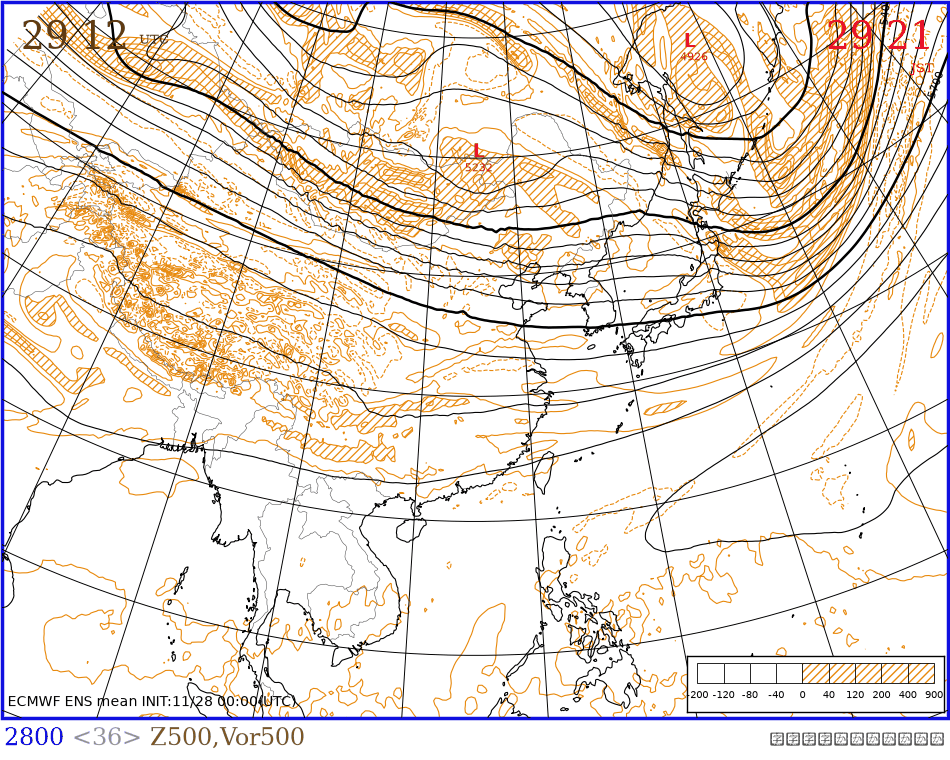 29 12 UTC
29 21
JST
L
4926
L
5232
5700
-200 -120 -80 -40 0 40 120 200 400 900
ECMWF ENS mean INIT:11/28 00:00(UTC)
2800 <36> Z500,Vor500